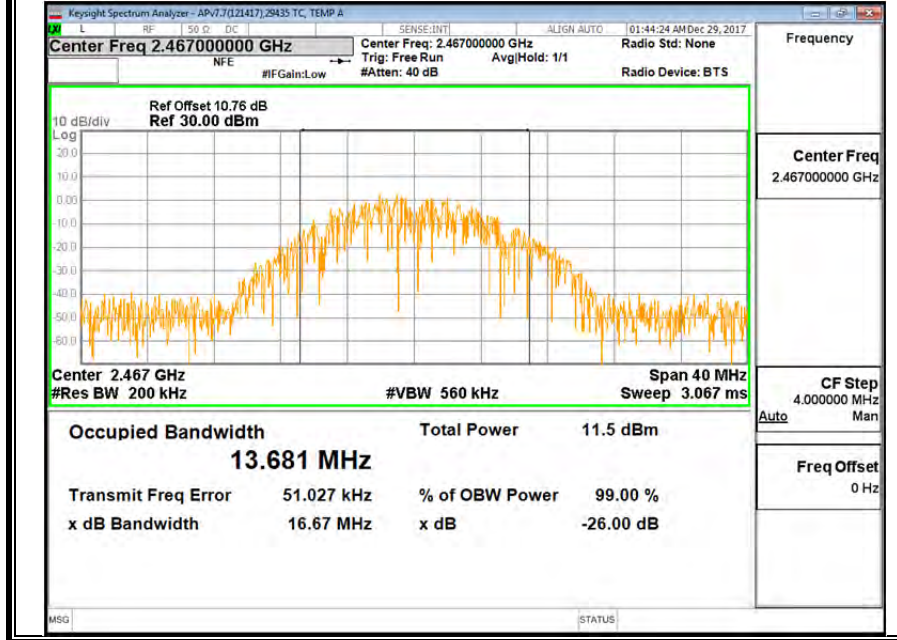 Keysight Spectrum Analyzer - APv7.7(121417),29435 TC, TEMP A
LXI L RF 50 Ω DC SENSE:INT ALIGN AUTO 01:44:24 AM Dec 29, 2017
Center Freq 2.467000000 GHz Center Freq: 2.467000000 GHz Radio Std: None Frequency
NFE Trig: Free Run Avg|Hold: 1/1
#IFGain:Low #Atten: 40 dB Radio Device: BTS
Ref Offset 10.76 dB
10 dB/div Ref 30.00 dBm
Log
20.0
10.0
0.00
-10.0
-20.0
-30.0
-40.0
-50.0
-60.0
Center Freq
2.467000000 GHz
Center 2.467 GHz Span 40 MHz
#Res BW 200 kHz #VBW 560 kHz Sweep 3.067 ms
CF Step
4.000000 MHz
Auto Man
Occupied Bandwidth Total Power 11.5 dBm
13.681 MHz
Transmit Freq Error 51.027 kHz % of OBW Power 99.00 %
x dB Bandwidth 16.67 MHz x dB -26.00 dB
Freq Offset
0 Hz
MSG STATUS